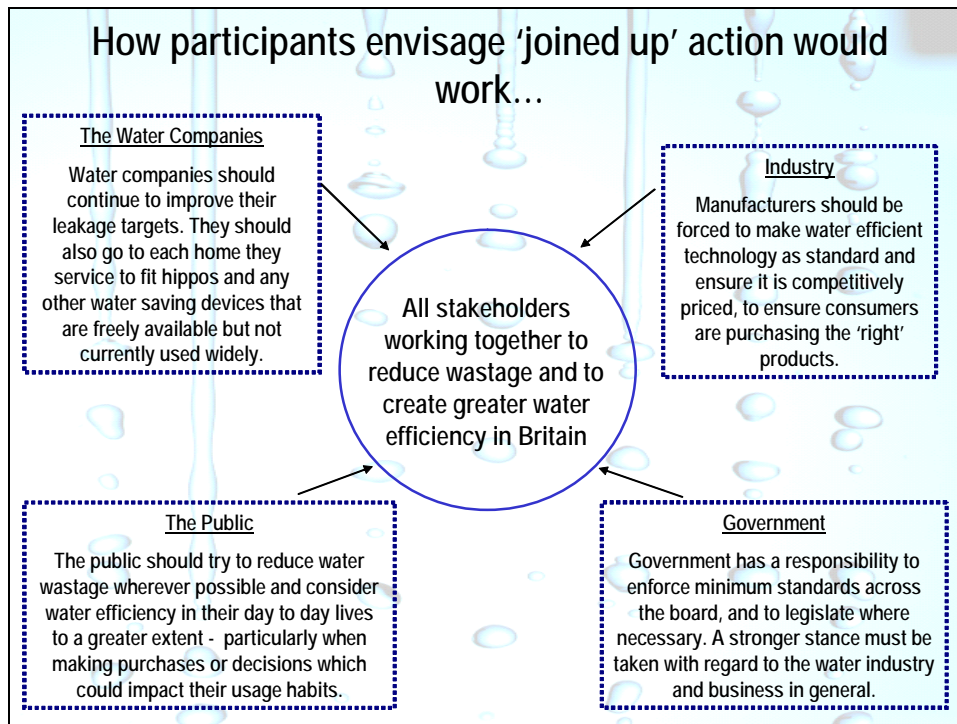 How participants envisage ‘joined up’ action would
work…
The Water Companies
Water companies should
continue to improve their
leakage targets. They should
also go to each home they
service to fit hippos and any
other water saving devices that
are freely available but not
currently used widely.
Industry
Manufacturers should be
forced to make water efficient
technology as standard and
ensure it is competitively
priced, to ensure consumers
are purchasing the ‘right’
products.
All stakeholders
working together to
reduce wastage and to
create greater water
efficiency in Britain
The Public
The public should try to reduce water
wastage wherever possible and consider
water efficiency in their day to day lives
to a greater extent - particularly when
making purchases or decisions which
could impact their usage habits.
Government
Government has a responsibility to
enforce minimum standards across
the board, and to legislate where
necessary. A stronger stance must be
taken with regard to the water industry
and business in general.